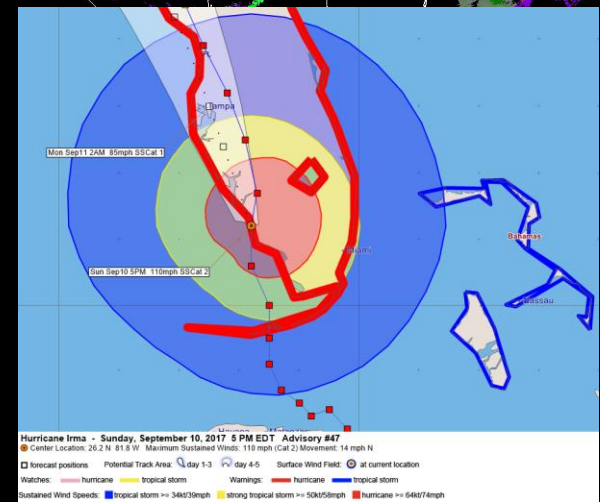 Tampa
Mon Sep11 2AM 85mph SSCat 1
Bahamas
Miami
Sun Sep10 5PM 110mph SSCat 2
Nassau
Havana Matanzas
Hurricane Irma - Sunday, September 10, 2017 5 PM EDT Advisory #47
Center Location: 26.2 N 81.8 W Maximum Sustained Winds: 110 mph (Cat 2) Movement: 14 mph N
forecast positions Potential Track Area: day 1-3 day 4-5 Surface Wind Field: at current location
Watches: hurricane tropical storm Warnings: hurricane tropical storm
Sustained Wind Speeds: tropical storm >= 34kt/39mph strong tropical storm >= 50kt/58mph hurricane >= 64kt/74mph